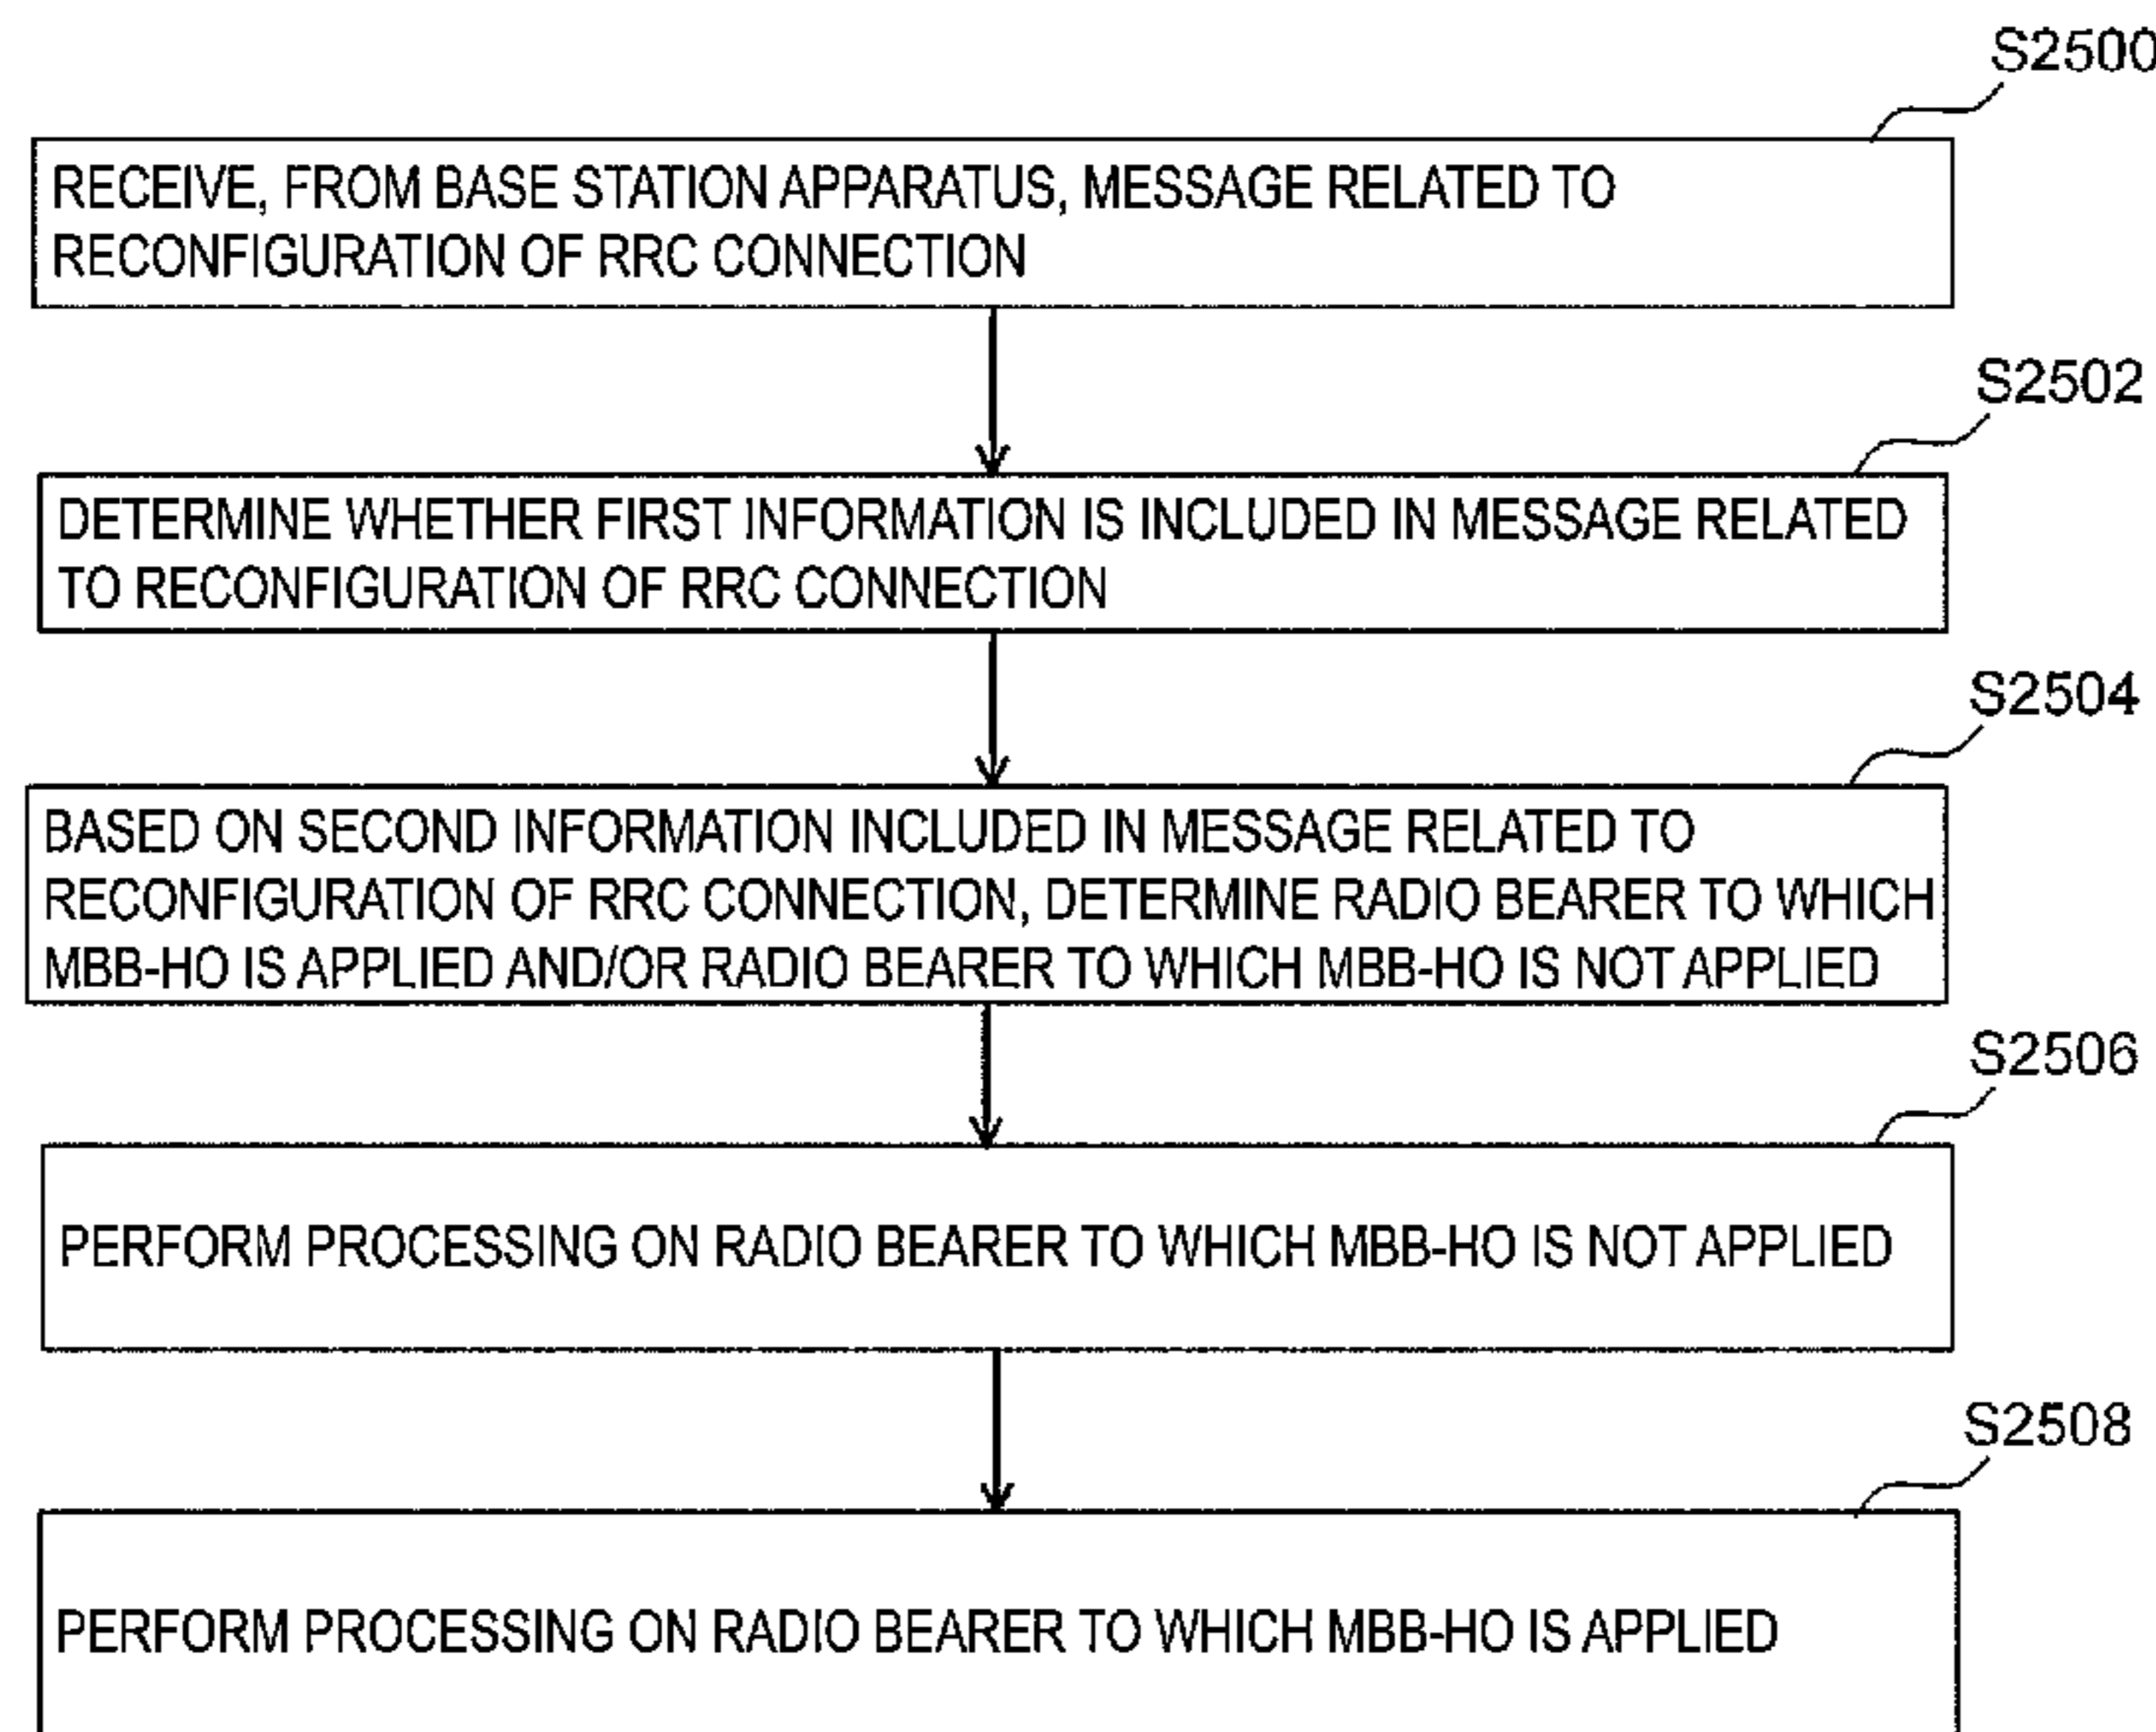 S2500
RECEIVE, FROM BASE STATION APPARATUS, MESSAGE RELATED TO
RECONFIGURATION OF RRC CONNECTION
S2502
DETERMINE WHETHER FIRST INFORMATION IS INCLUDED IN MESSAGE RELATED
TO RECONFIGURATION OF RRC CONNECTION
S2504
BASED ON SECOND INFORMATION INCLUDED IN MESSAGE RELATED TO
RECONFIGURATION OF RRC CONNECTION, DETERMINE RADIO BEARER TO WHICH
MBB-HO IS APPLIED AND/OR RADIO BEARER TO WHICH MBB-HO IS NOT APPLIED
S2506
PERFORM PROCESSING ON RADIO BEARER TO WHICH MBB-HO IS NOT APPLIED
S2508
PERFORM PROCESSING ON RADIO BEARER TO WHICH MBB-HO IS APPLIED